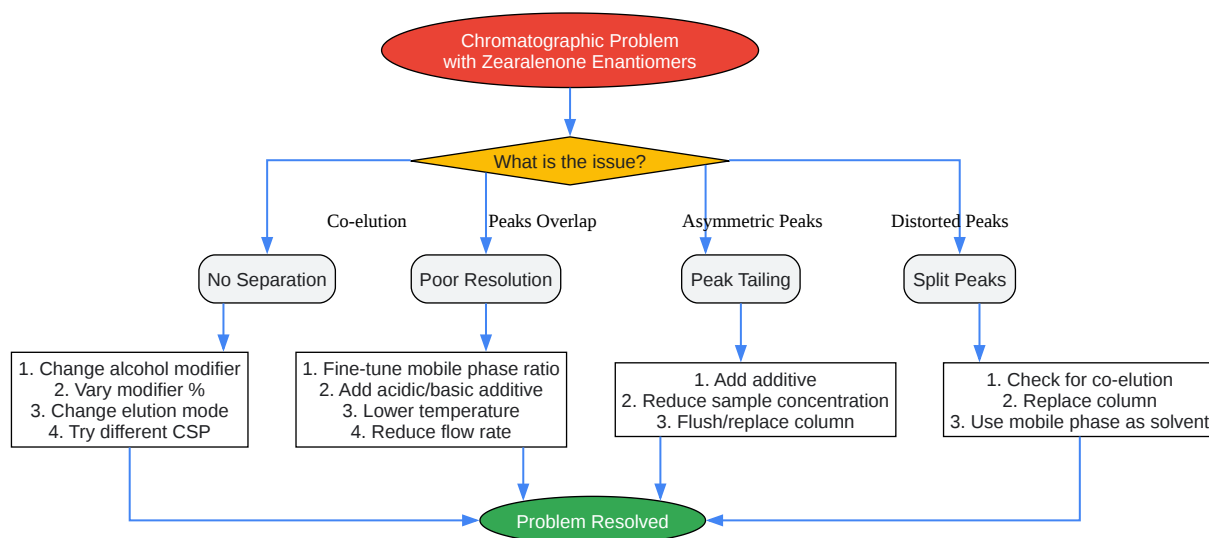 Chromatographic Problem
with Zearalenone Enantiomers
What is the issue?
Co-elution
Peaks Overlap
Asymmetric Peaks
Distorted Peaks
No Separation
Poor Resolution
Peak Tailing
Split Peaks
1. Change alcohol modifier
2. Vary modifier %
3. Change elution mode
4. Try different CSP
1. Fine-tune mobile phase ratio
2. Add acidic/basic additive
3. Lower temperature
4. Reduce flow rate
1. Add additive
2. Reduce sample concentration
3. Flush/replace column
1. Check for co-elution
2. Replace column
3. Use mobile phase as solvent
Problem Resolved